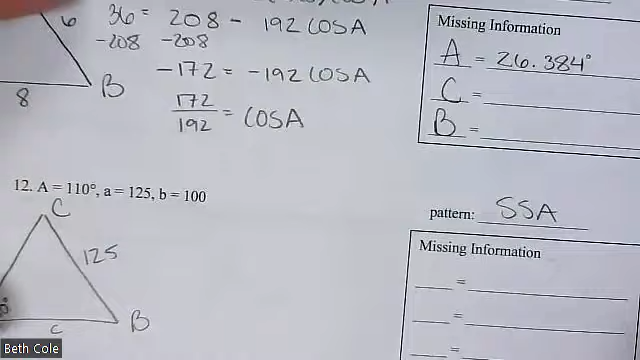 6
8
B
36 = 208 - 192 COSA
-208 -208
-172 = -192 COSA
172
192
= COSA
Missing Information
A = 26.384°
C =
B =
12. A = 110°, a = 125, b = 100
C
125
B
c
pattern: SSA
Missing Information
=
=
=
Beth Cole